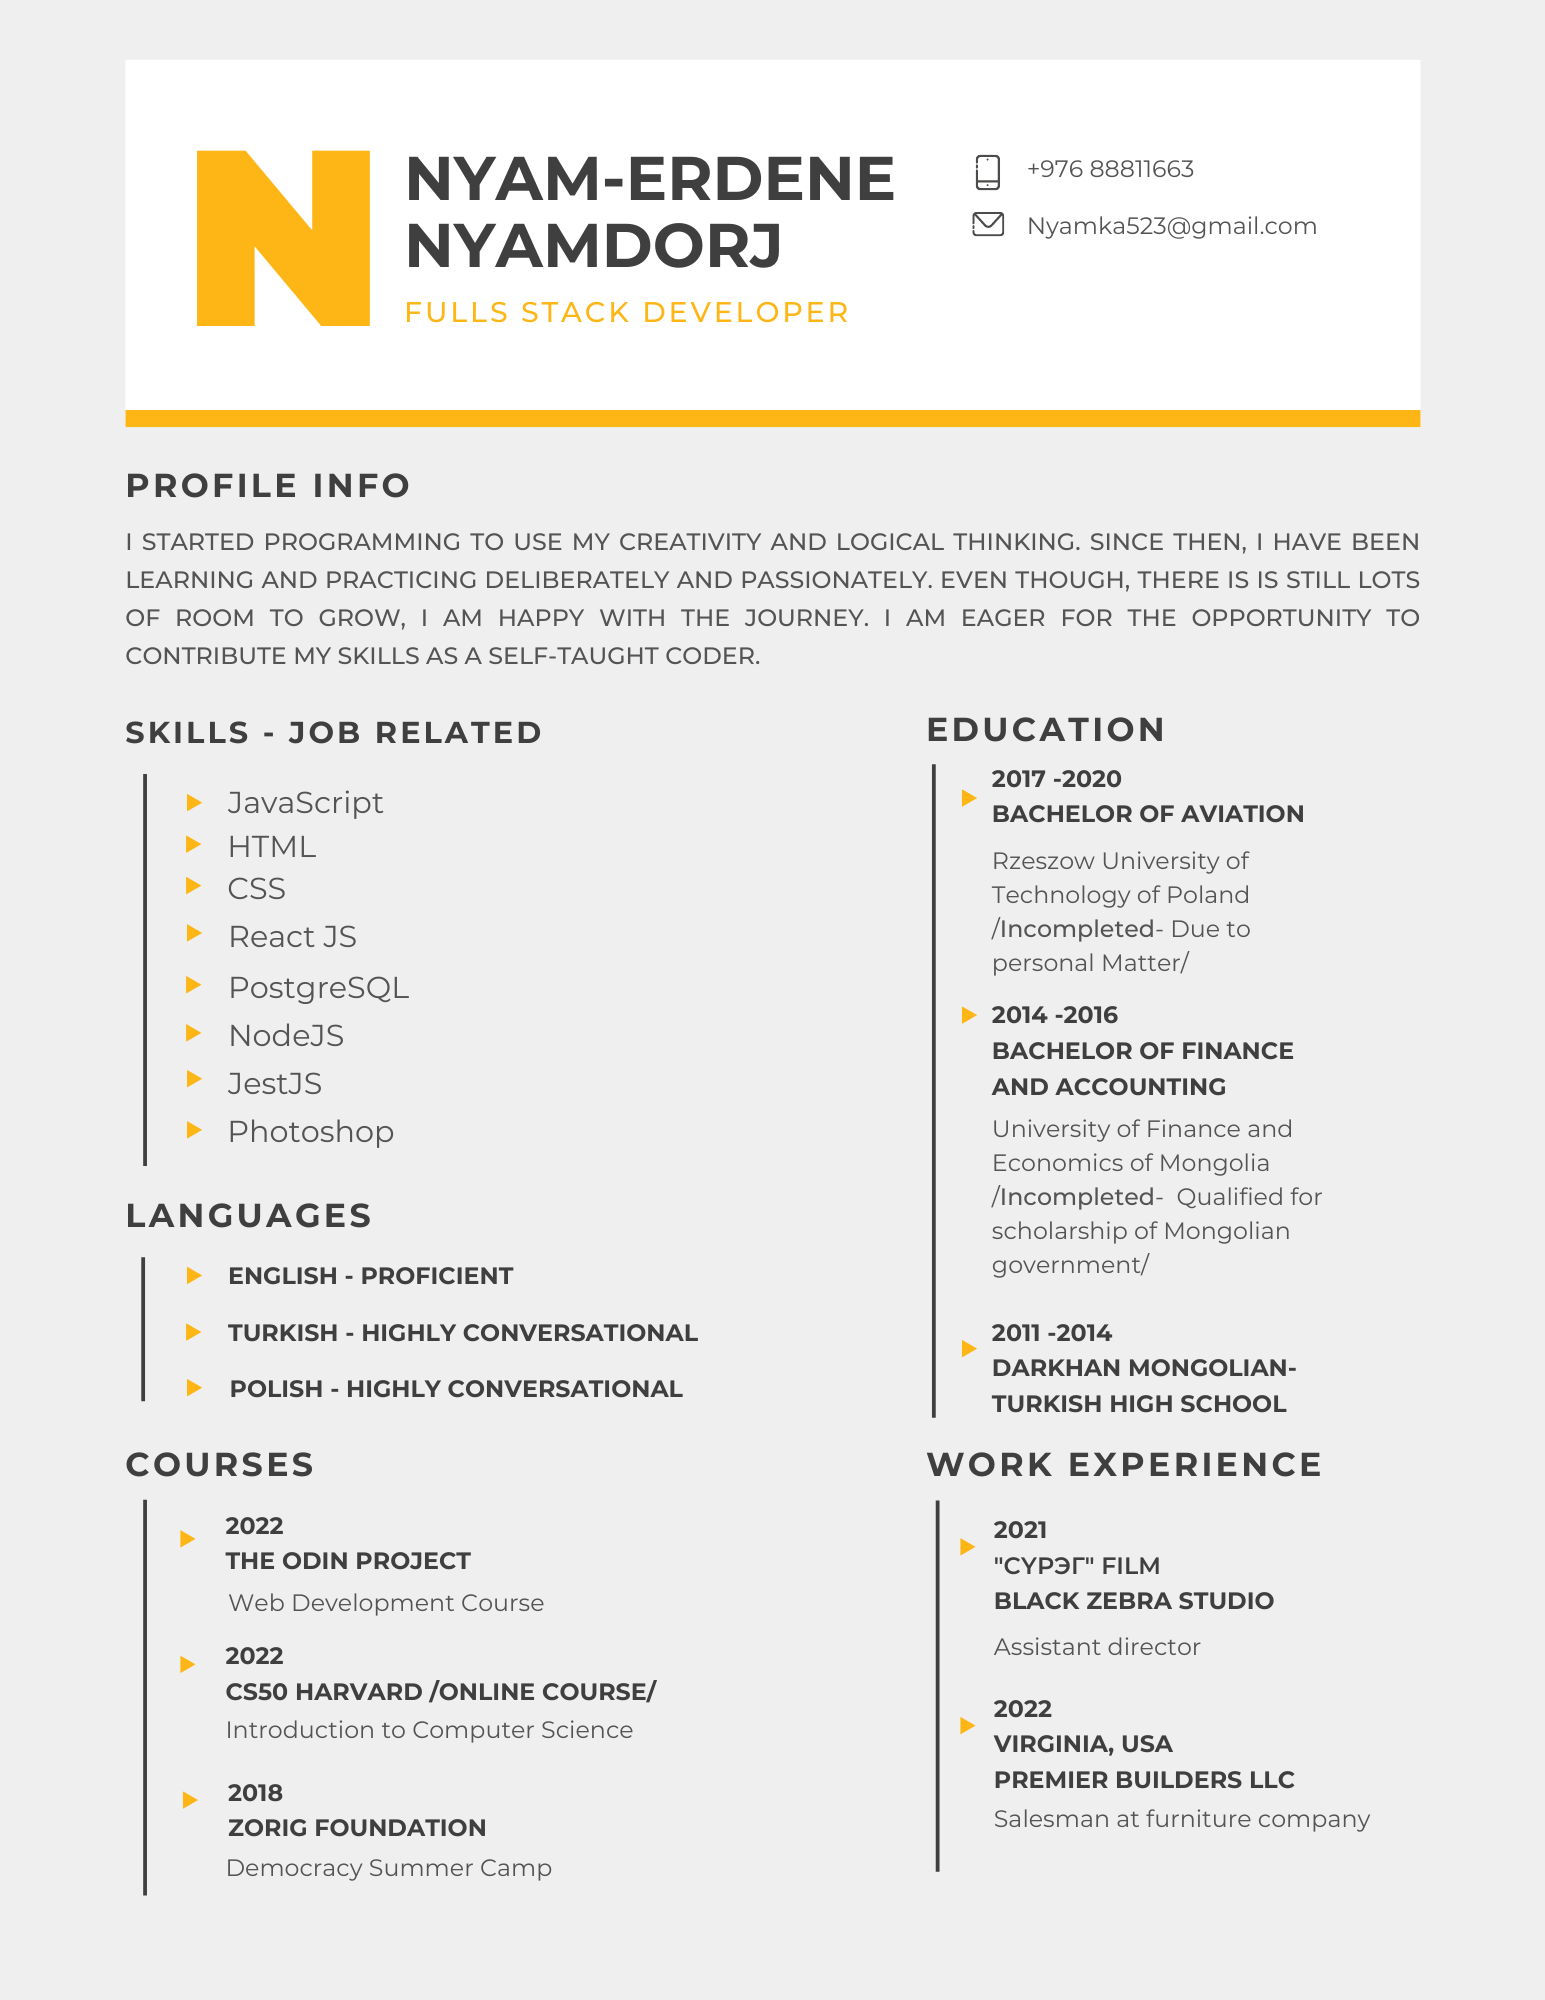 N
NYAM-ERDENE
NYAMDORJ
FULLS STACK DEVELOPER
+976 88811663
Nyamka523@gmail.com
PROFILE INFO
I STARTED PROGRAMMING TO USE MY CREATIVITY AND LOGICAL THINKING. SINCE THEN, I HAVE BEEN
LEARNING AND PRACTICING DELIBERATELY AND PASSIONATELY. EVEN THOUGH, THERE IS IS STILL LOTS
OF ROOM TO GROW, I AM HAPPY WITH THE JOURNEY. I AM EAGER FOR THE OPPORTUNITY TO
CONTRIBUTE MY SKILLS AS A SELF-TAUGHT CODER.
SKILLS - JOB RELATED
JavaScript
HTML
CSS
React JS
PostgreSQL
NodeJS
JestJS
Photoshop
LANGUAGES
ENGLISH - PROFICIENT
TURKISH - HIGHLY CONVERSATIONAL
POLISH - HIGHLY CONVERSATIONAL
COURSES
2022
THE ODIN PROJECT
Web Development Course
2022
CS50 HARVARD /ONLINE COURSE/
Introduction to Computer Science
2018
ZORIG FOUNDATION
Democracy Summer Camp
EDUCATION
2017 -2020
BACHELOR OF AVIATION
Rzeszow University of
Technology of Poland
/Incompleted- Due to
personal Matter/
2014 -2016
BACHELOR OF FINANCE
AND ACCOUNTING
University of Finance and
Economics of Mongolia
/Incompleted-  Qualified for
scholarship of Mongolian
government/
2011 -2014
DARKHAN MONGOLIAN-
TURKISH HIGH SCHOOL
WORK EXPERIENCE
2021
"СҮРЭГ" FILM
BLACK ZEBRA STUDIO
Assistant director
2022
VIRGINIA, USA
PREMIER BUILDERS LLC
Salesman at furniture company